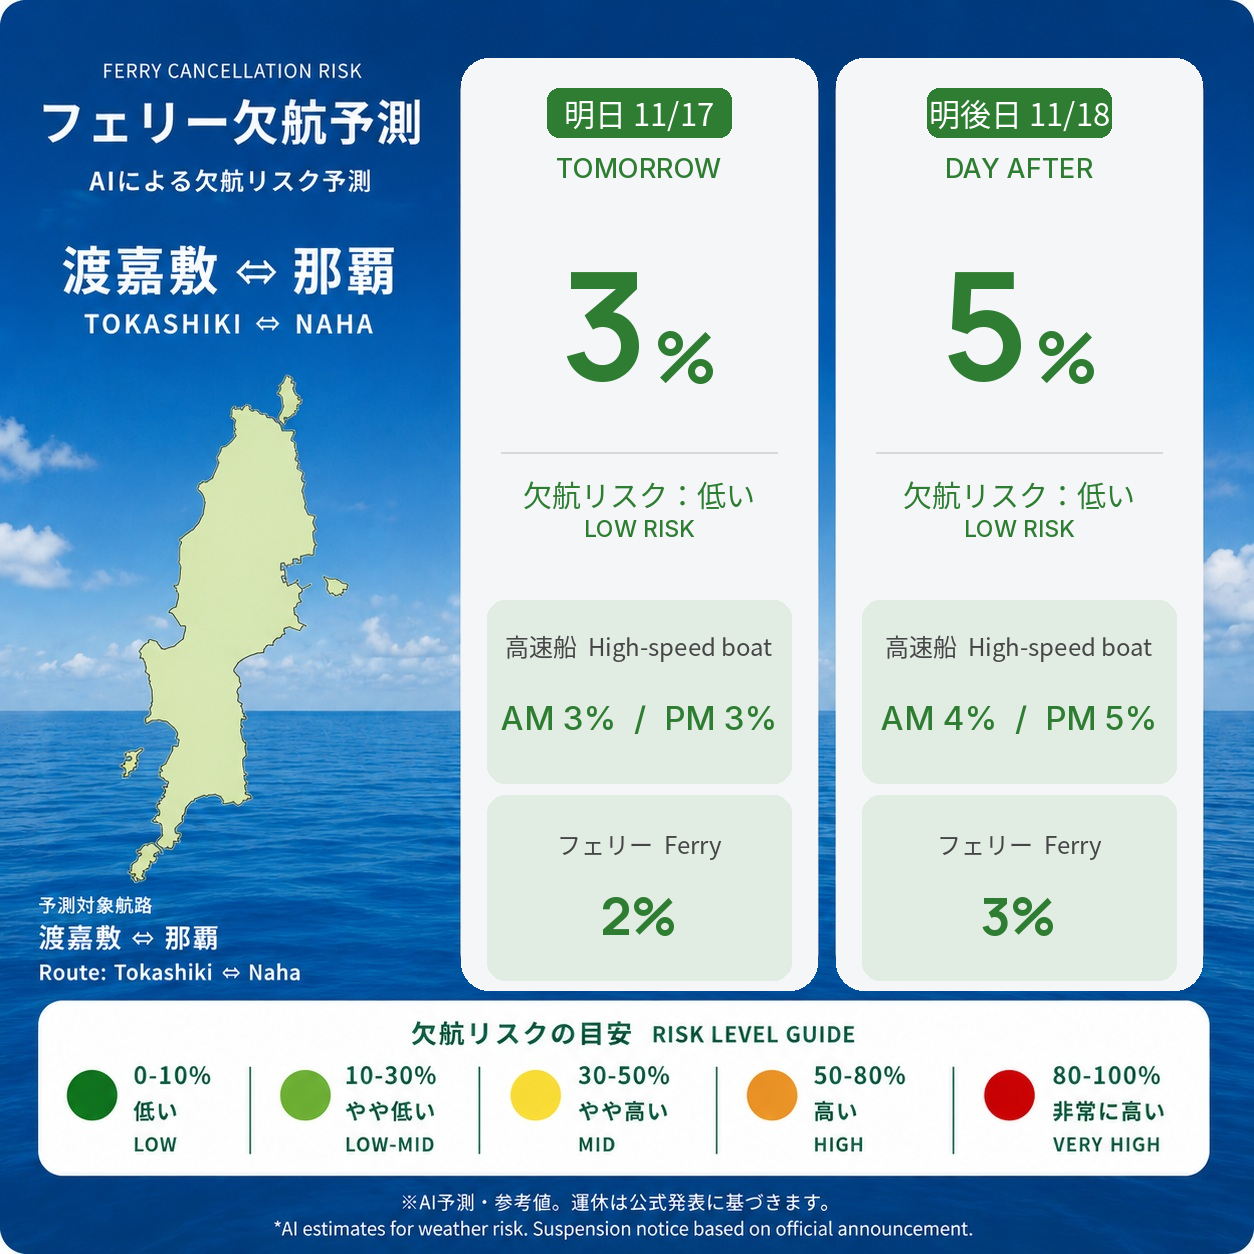 FERRY CANCELLATION RISK
フェリー欠航予測
AIによる欠航リスク予測
渡嘉敷 ⇔ 那覇
TOKASHIKI ⇔ NAHA
予測対象航路
渡嘉敷 ⇔ 那覇
Route: Tokashiki ⇔ Naha
明日 11/17
TOMORROW
3%
欠航リスク：低い
LOW RISK
高速船 High-speed boat
AM 3% / PM 3%
フェリー Ferry
2%
明後日 11/18
DAY AFTER
5%
欠航リスク：低い
LOW RISK
高速船 High-speed boat
AM 4% / PM 5%
フェリー Ferry
3%
欠航リスクの目安 RISK LEVEL GUIDE
0-10%
低い
LOW
10-30%
やや低い
LOW-MID
30-50%
やや高い
MID
50-80%
高い
HIGH
80-100%
非常に高い
VERY HIGH
※AI予測・参考値。運休は公式発表に基づきます。
*AI estimates for weather risk. Suspension notice based on official announcement.